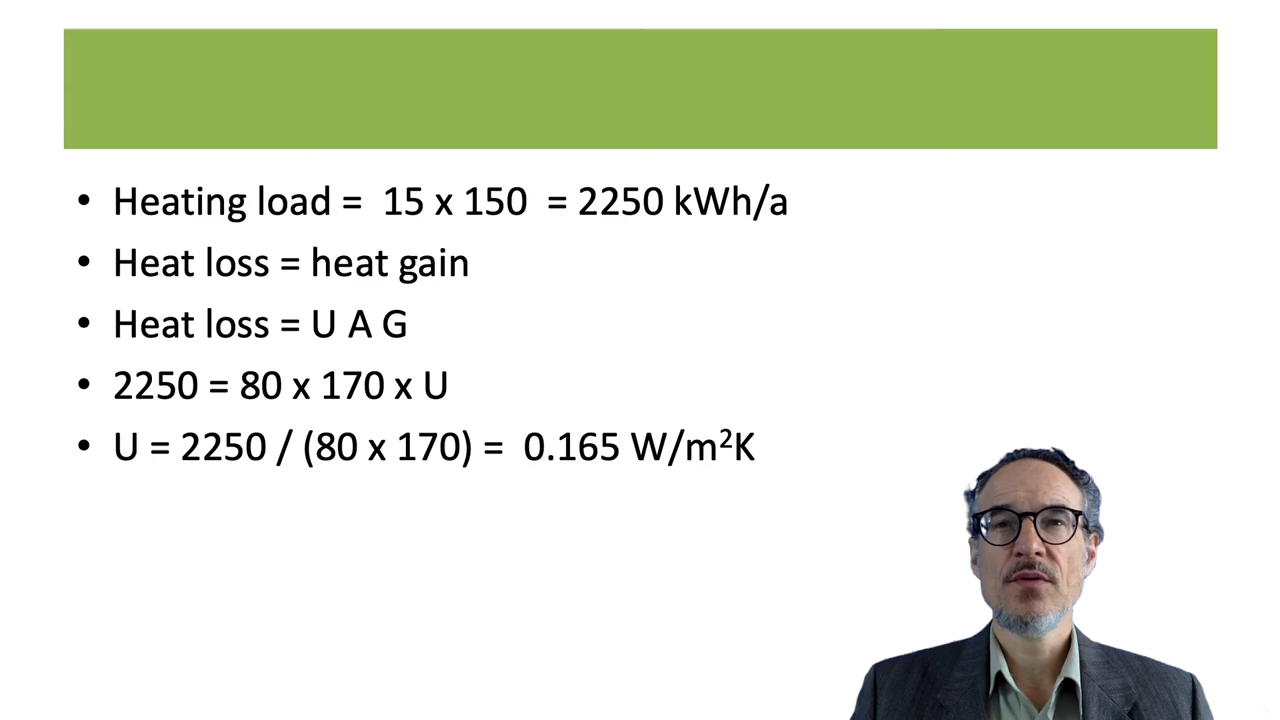 • Heating load =  15 x 150  = 2250 kWh/a
• Heat loss = heat gain
• Heat loss = U A G
• 2250 = 80 x 170 x U
• U = 2250 / (80 x 170) =  0.165 W/m²K